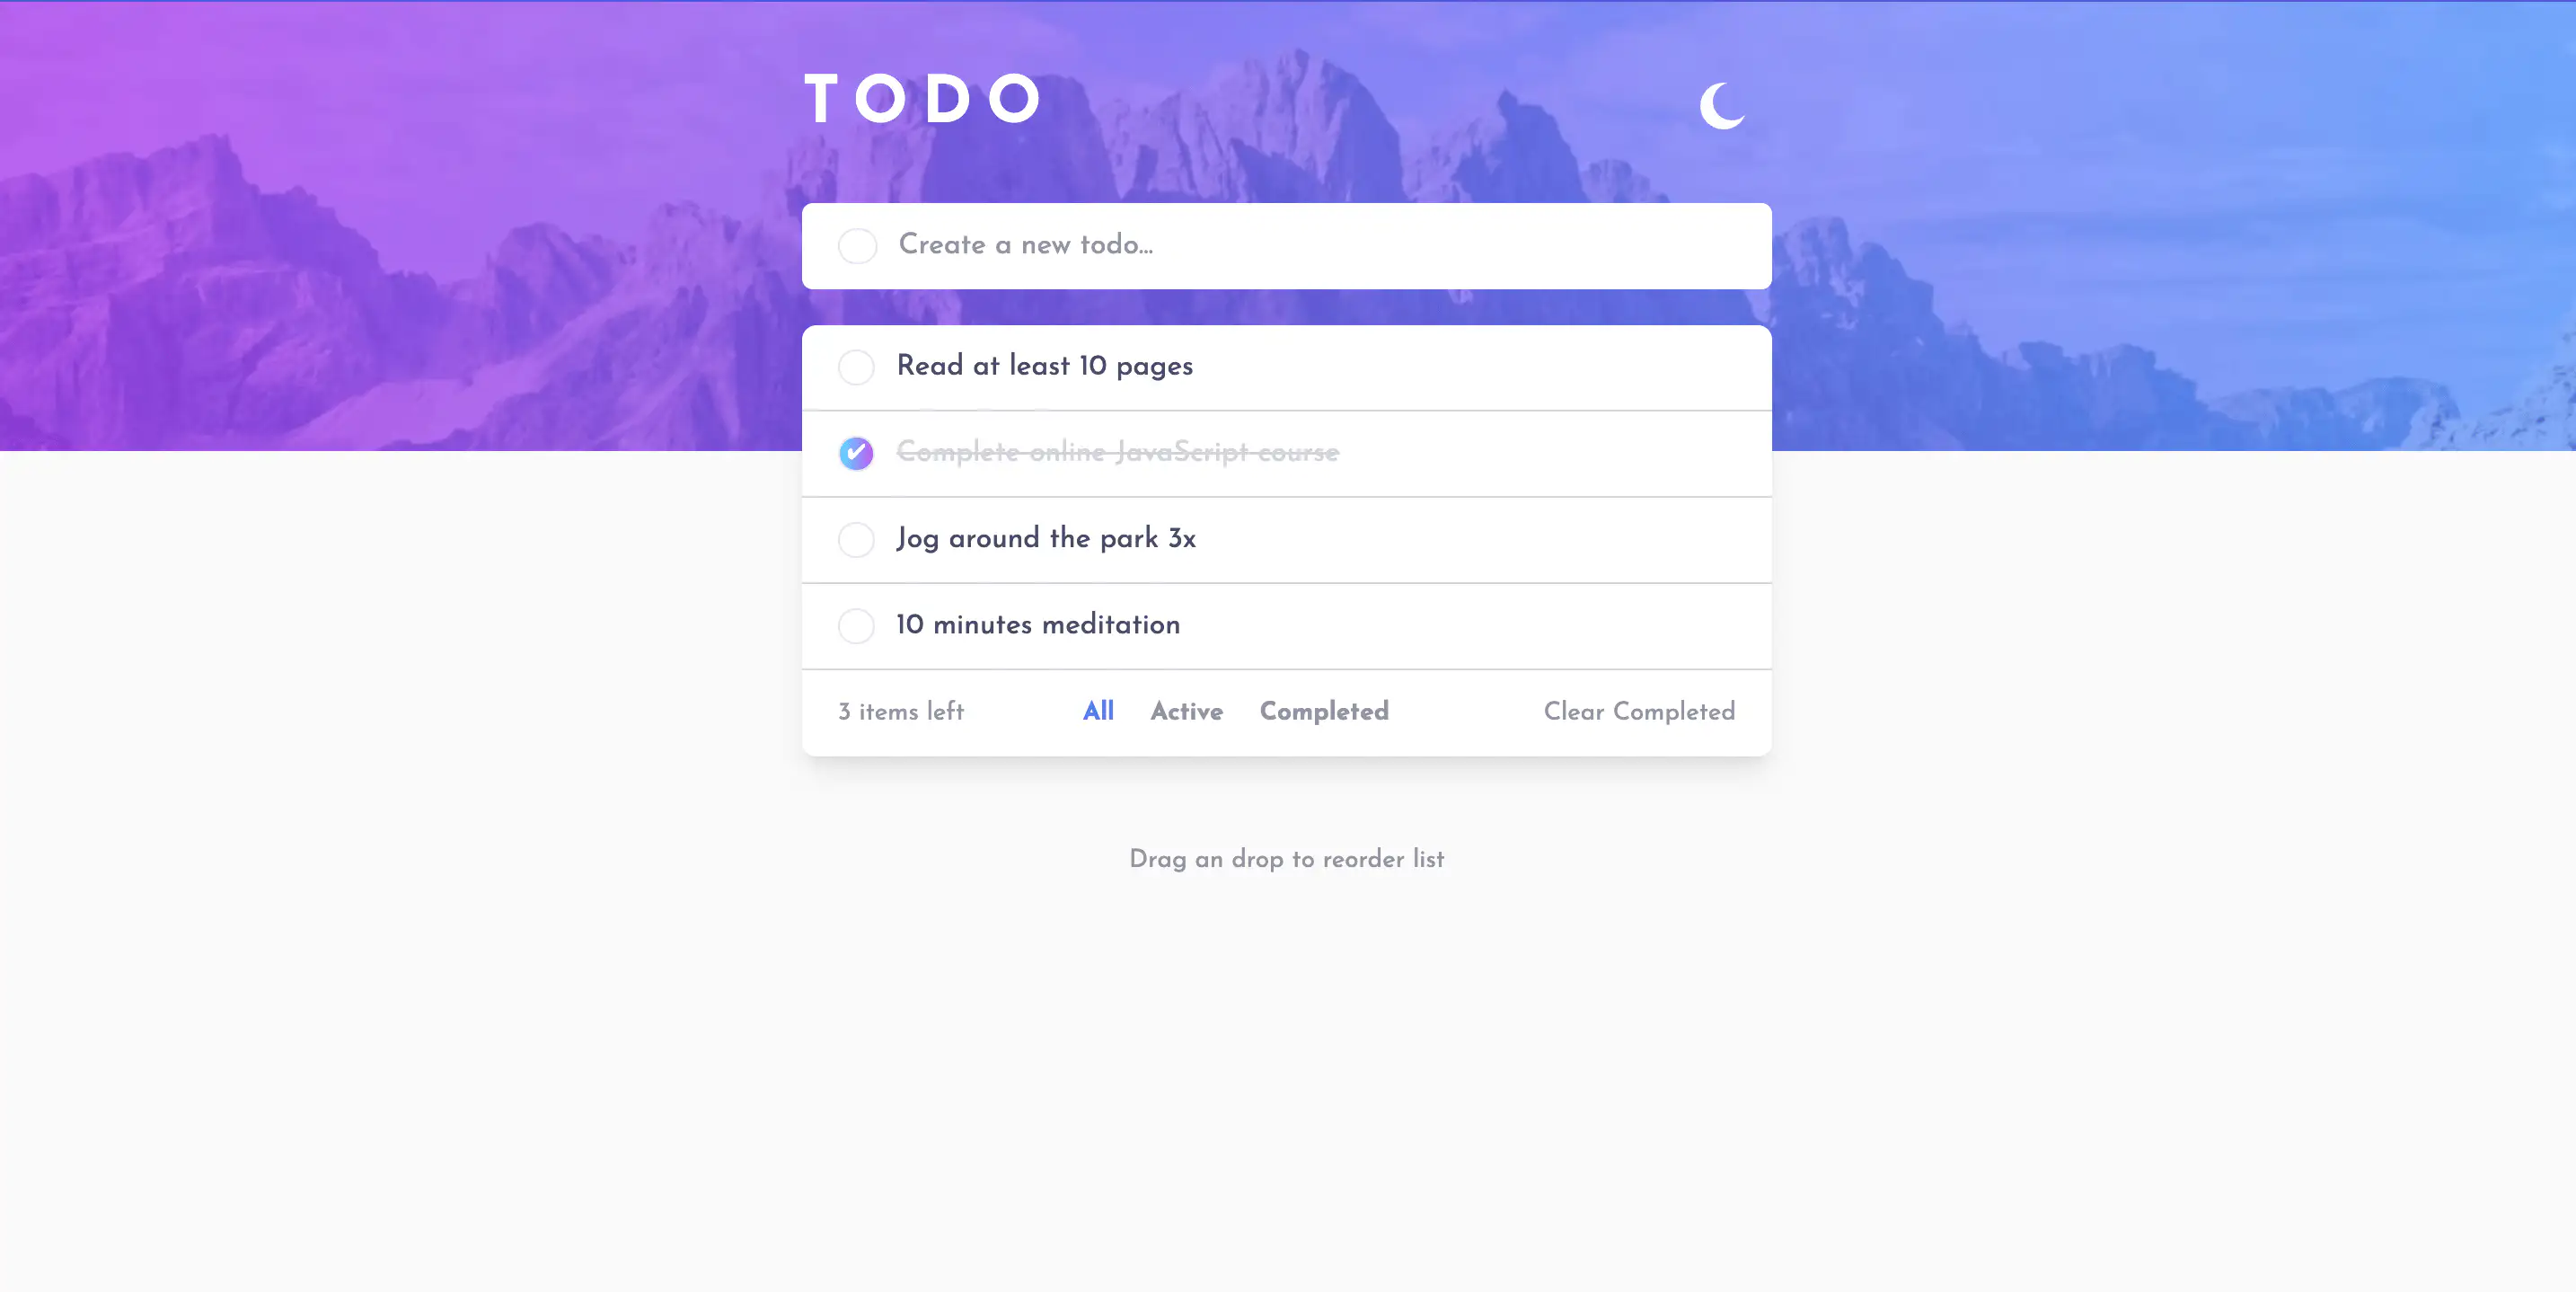 TODO
Create a new todo...
Read at least 10 pages
Complete online JavaScript course
Jog around the park 3x
10 minutes meditation
3 items left All Active Completed Clear Completed
Drag an drop to reorder list